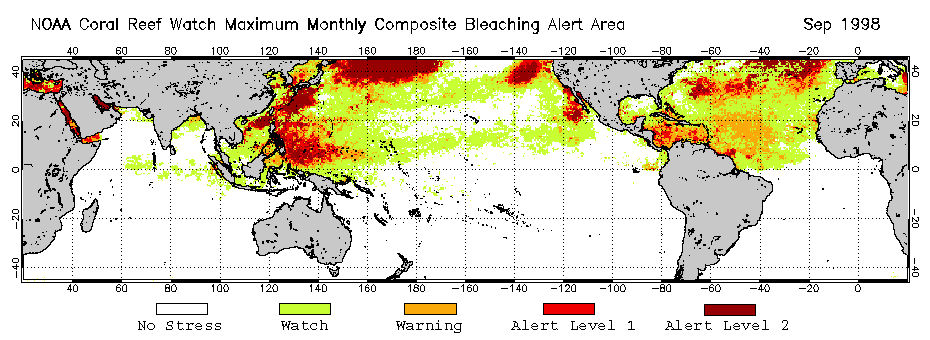 NOAA Coral Reef Watch Maximum Monthly Composite Bleaching Alert Area Sep 1998
40 60 80 100 120 140 160 180 −160 −140 −120 −100 −80 −60 −40 −20 0
40 40
20 20
0 0
−20 −20
−40 −40
40 60 80 100 120 140 160 180 −160 −140 −120 −100 −80 −60 −40 −20 0
No Stress Watch Warning Alert Level 1 Alert Level 2